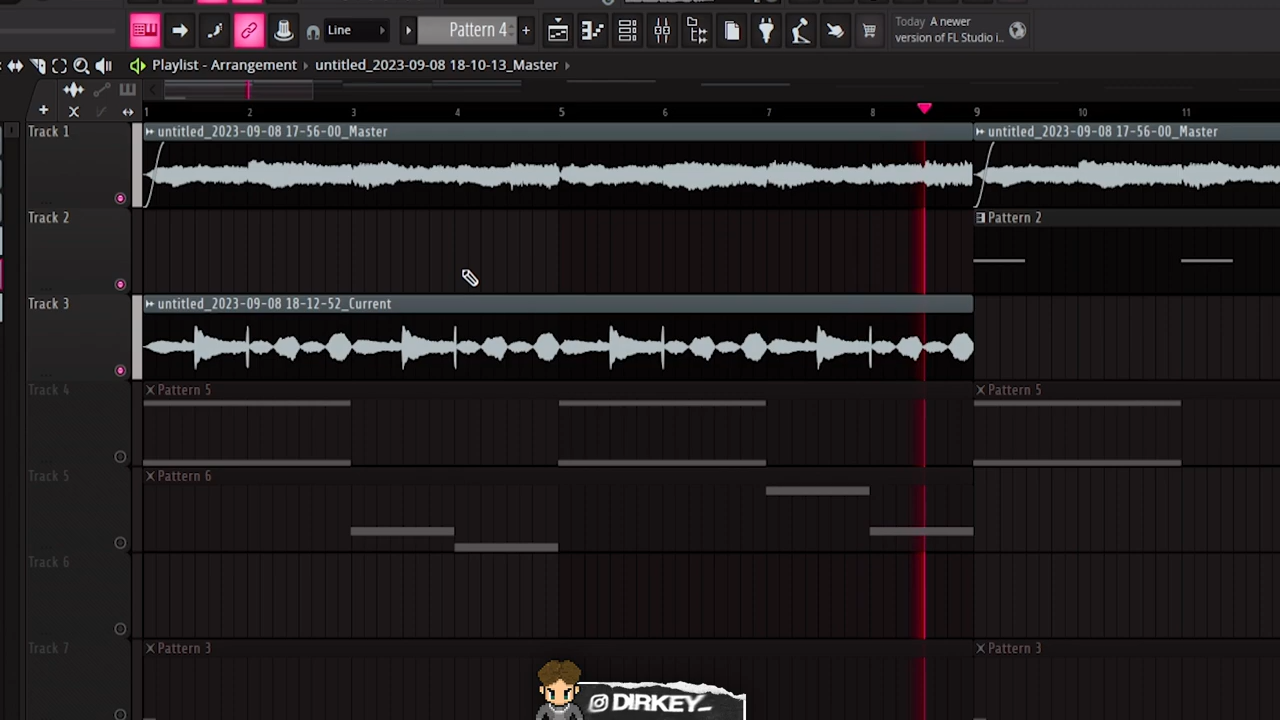 Line
Pattern 4
+
Today A newer
version of FL Studio i..
Playlist - Arrangement
untitled_2023-09-08 18-10-13_Master
1 2 3 4 5 6 7 8 9 10 11
Track 1
untitled_2023-09-08 17-56-00_Master
untitled_2023-09-08 17-56-00_Master
Track 2
Pattern 2
Track 3
untitled_2023-09-08 18-12-52_Current
Track 4
Pattern 5
Pattern 5
Track 5
Pattern 6
Track 6
Track 7
Pattern 3
Pattern 3
DIRKEY_